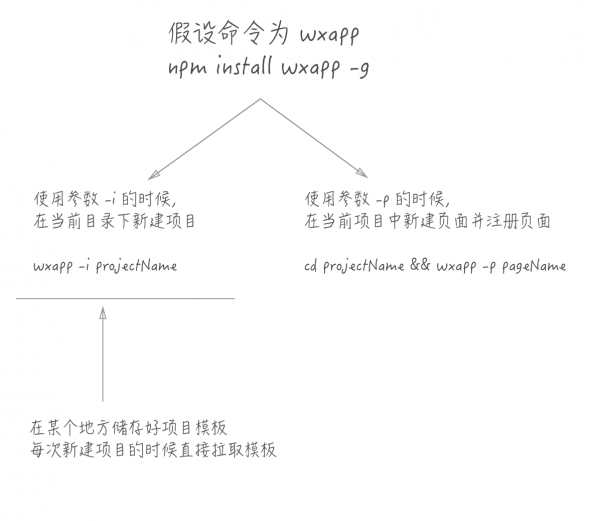 假设命令为 wxapp
npm install wxapp -g
使用参数 -i 的时候,
在当前目录下新建项目
wxapp -i projectName
使用参数 -p 的时候,
在当前项目中新建页面并注册页面
cd projectName && wxapp -p pageName
在某个地方储存好项目模板
每次新建项目的时候直接拉取模板